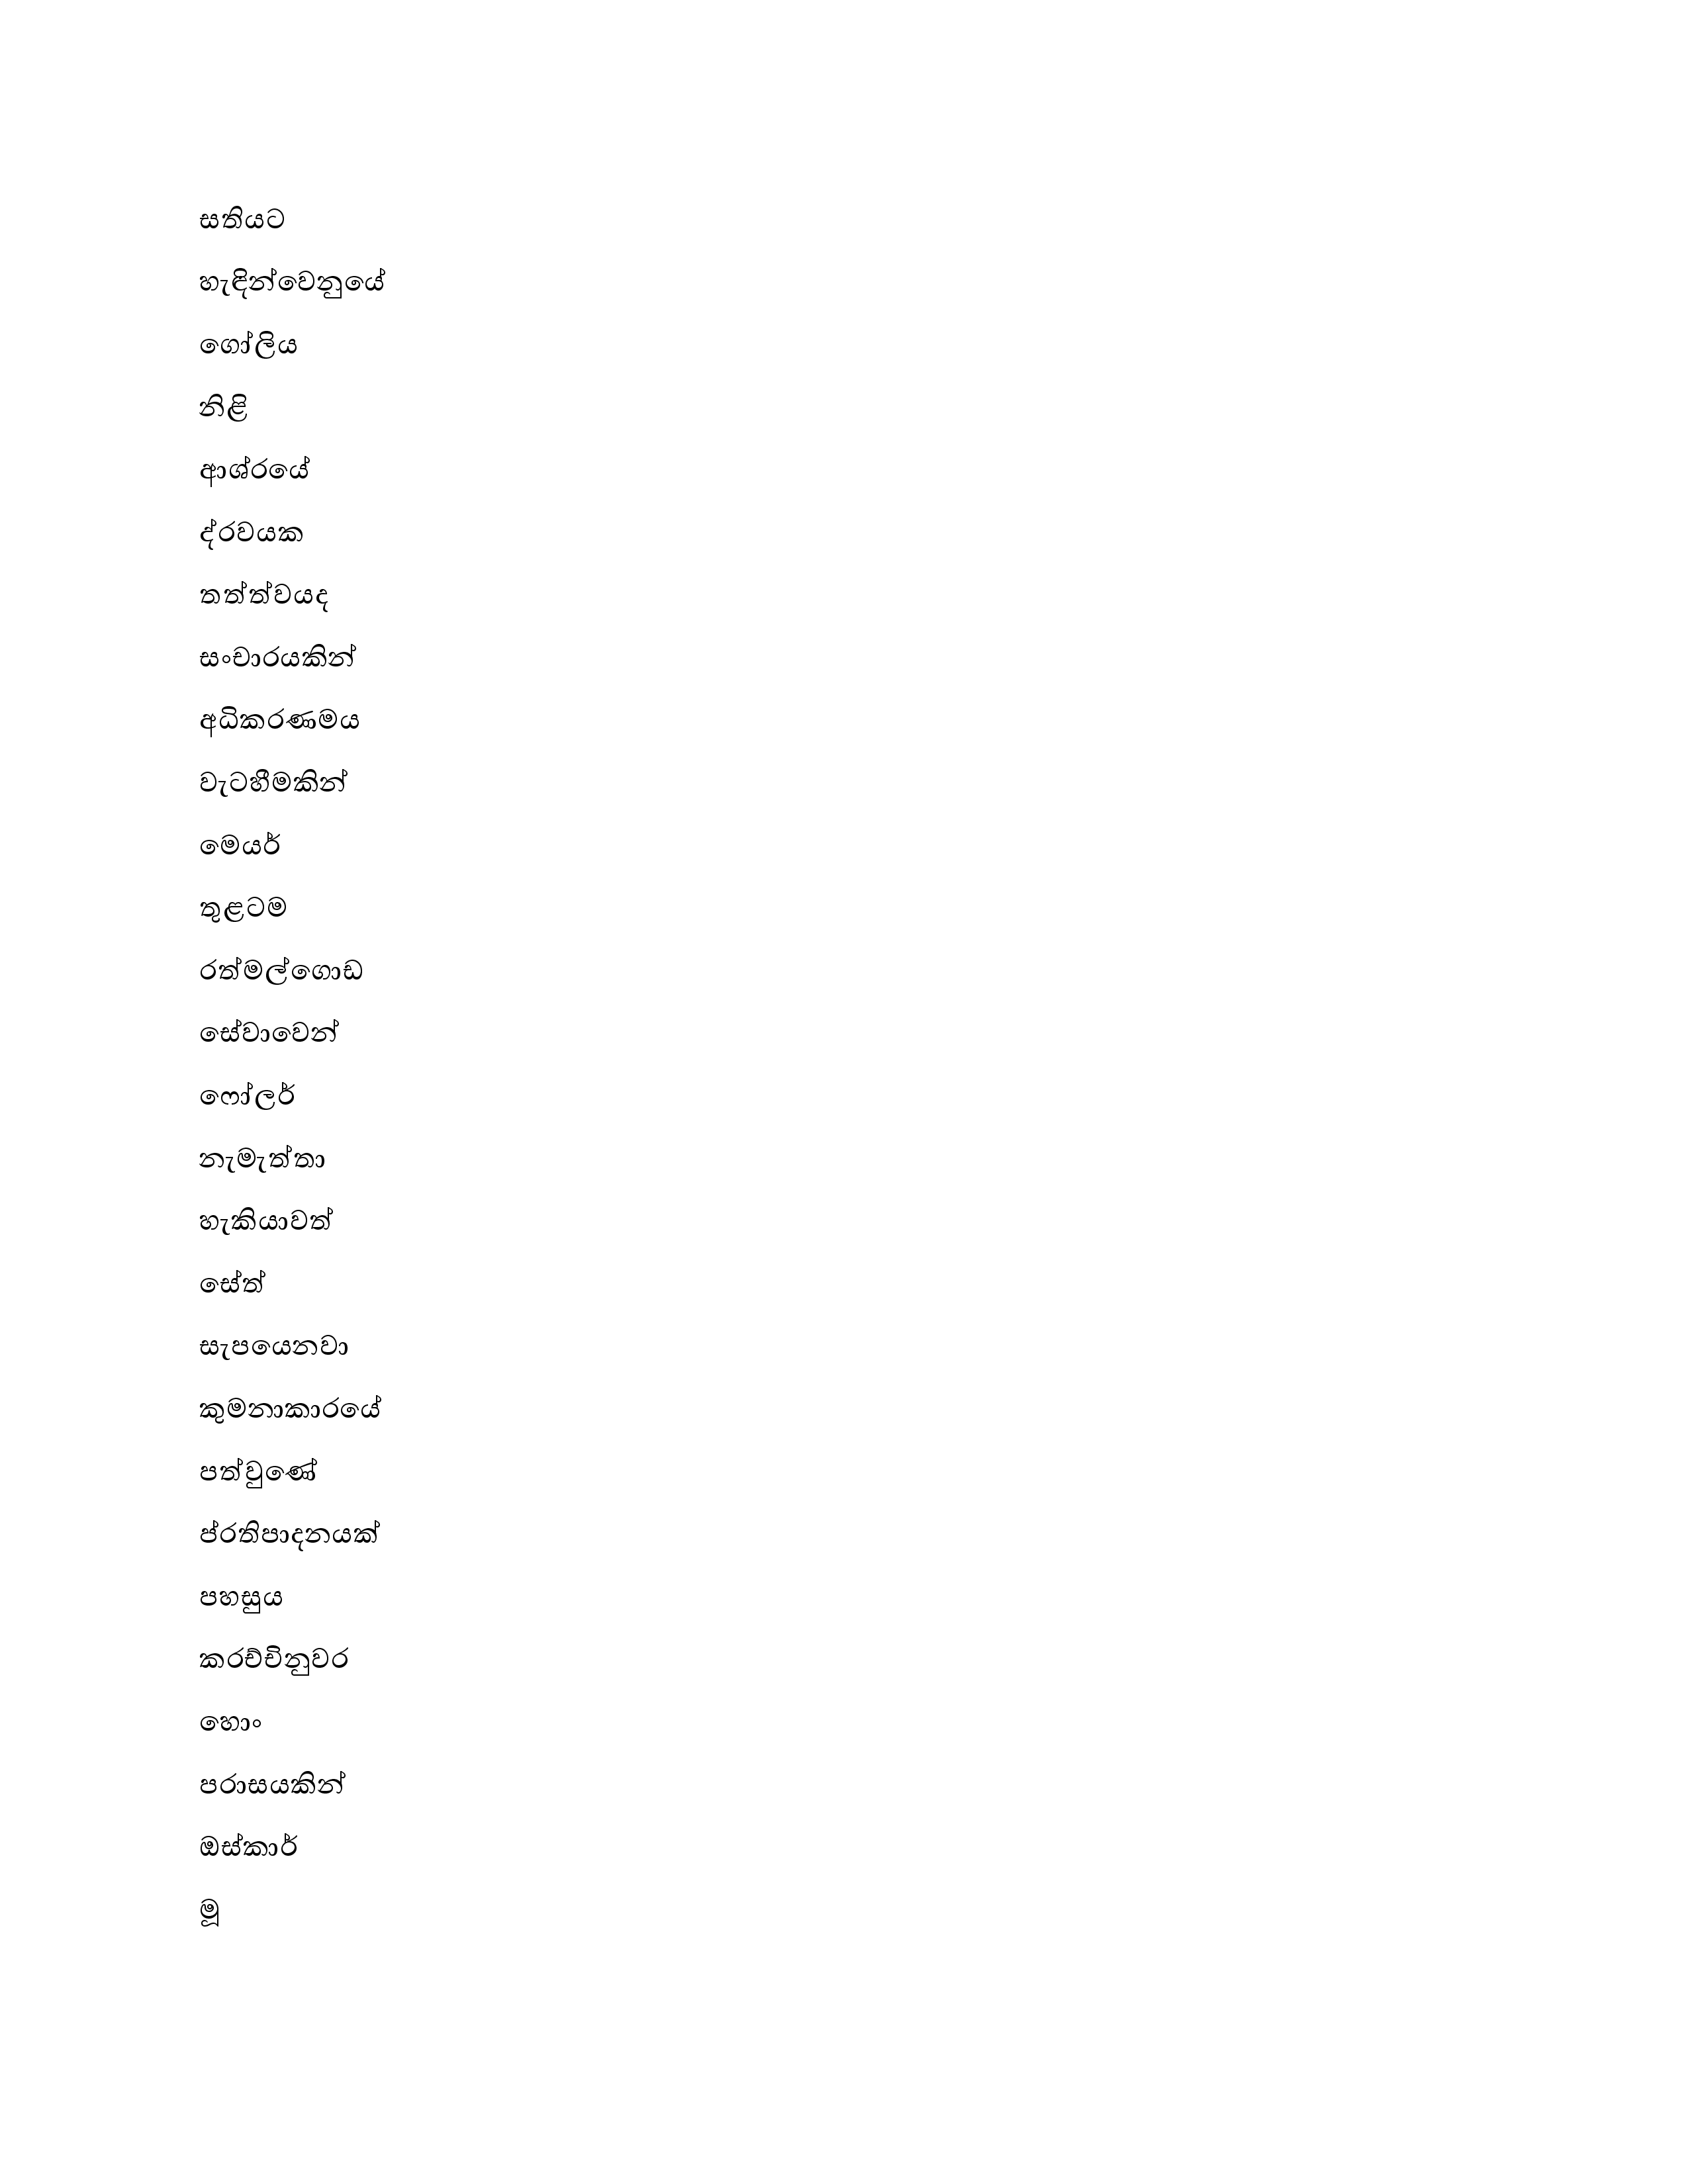 සතියට
හැඳින්වෙනුයේ
ගෝලිය
නිළි
ආශ්රයේ
ද්රවයක
තත්ත්වයද
සංචාරයකින්
අධිකරණමය
වැටහීමකින්
මෙයර්
තුළටම
රත්මල්ගොඩ
සේවාවෙන්
ෆෝලර්
නැමැත්තා
හැකියාවත්
සේත්
සැපයෙනවා
කුමනාකාරයේ
පත්වුණේ
ප්රතිපාදනයක්
පහසුය
කරච්චිනුවර
හොං
පරාසයකින්
ඔස්කාර්
මූ